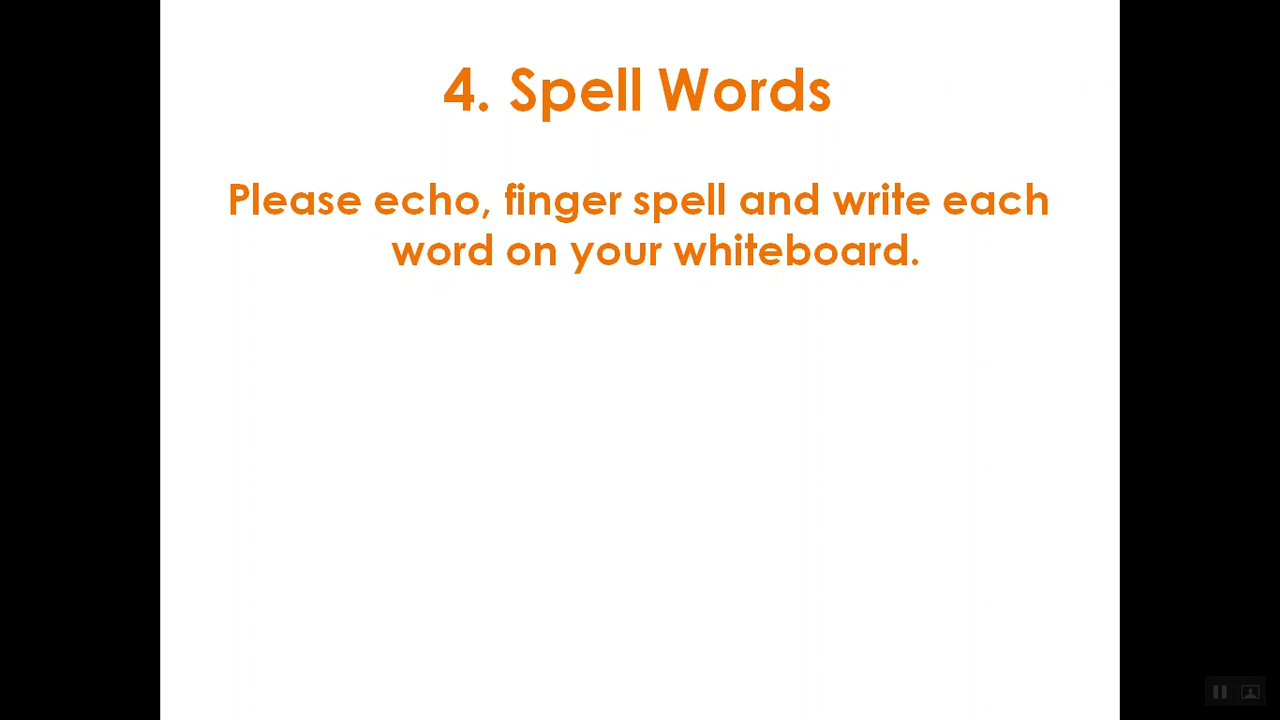 4. Spell Words
Please echo, finger spell and write each
word on your whiteboard.